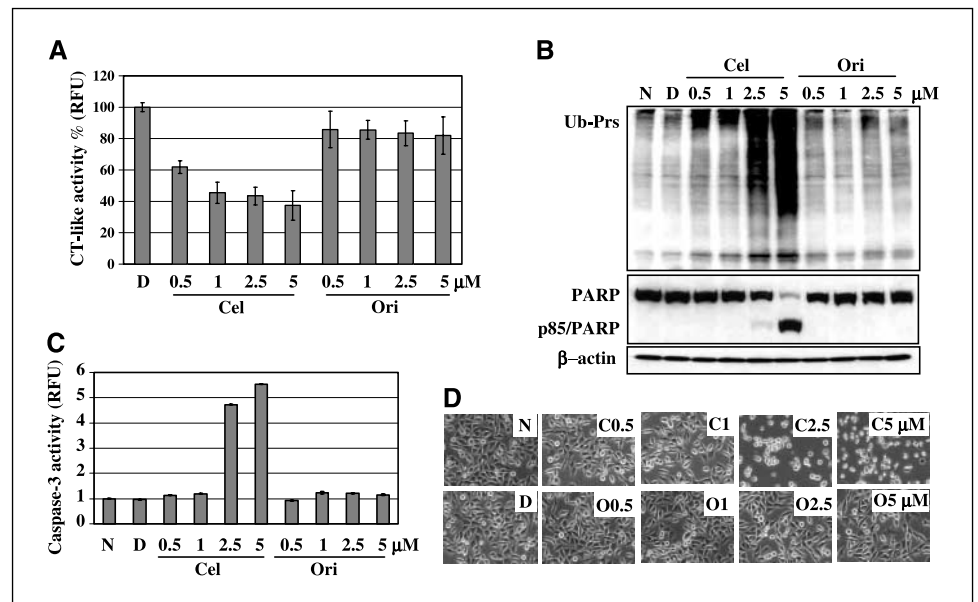 A
CT-like activity % (RFU)
120
100
80
60
40
20
0
D 0.5 1 2.5 5 0.5 1 2.5 5 μM
Cel Ori
B
Cel Ori
N D 0.5 1 2.5 5 0.5 1 2.5 5 μM
Ub-Prs
PARP
p85/PARP
β–actin
C
Caspase-3 activity (RFU)
6
5
4
3
2
1
0
N D 0.5 1 2.5 5 0.5 1 2.5 5 μM
Cel Ori
D
N C0.5 C1 C2.5 C5 μM
D O0.5 O1 O2.5 O5 μM